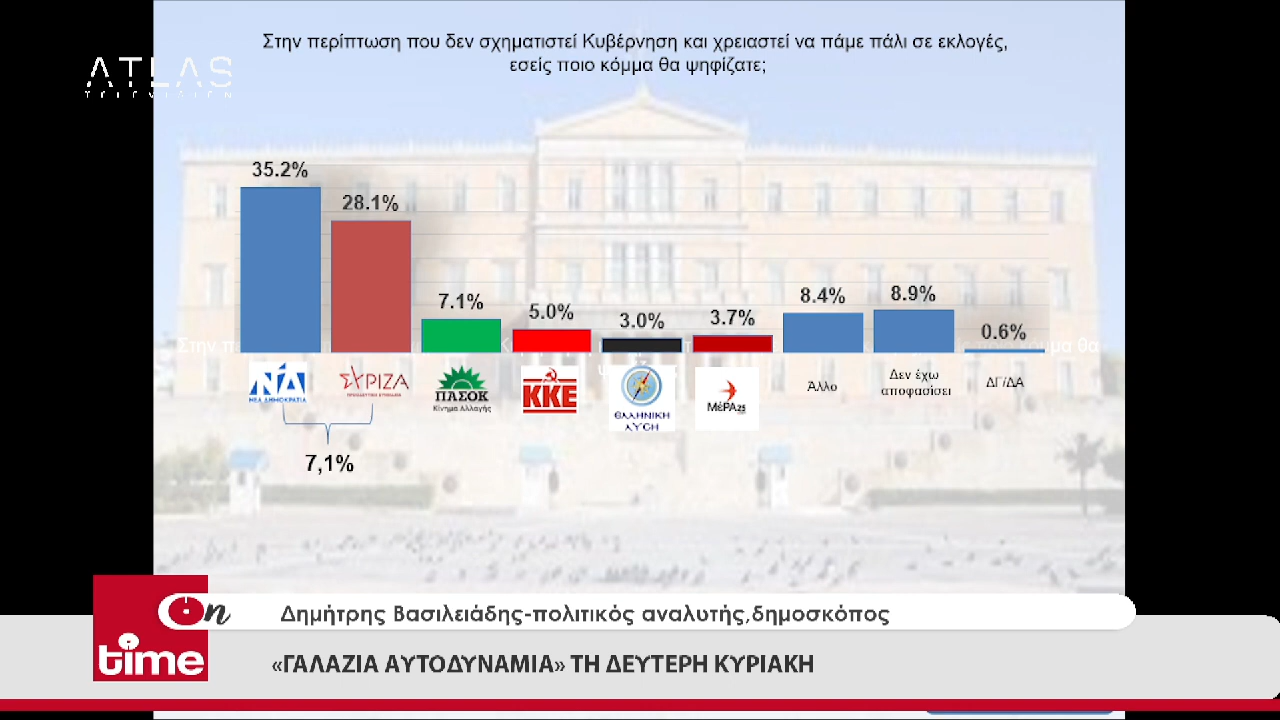 Στην περίπτωση που δεν σχηματιστεί Κυβέρνηση και χρειαστεί να πάμε πάλι σε εκλογές,
εσείς ποιο κόμμα θα ψηφίζατε;
ATLAS
TELEVISION
35.2%
28.1%
7.1%
5.0%
3.0%
3.7%
8.4%
8.9%
0.6%
ΝΔ
ΝΕΑ ΔΗΜΟΚΡΑΤΙΑ
ΣΥΡΙΖΑ
ΠΡΟΟΔΕΥΤΙΚΗ ΣΥΜΜΑΧΙΑ
ΠΑΣΟΚ
Κίνημα Αλλαγής
ΚΚΕ
ΕΛΛΗΝΙΚΗ
ΛΥΣΗ
ΜέΡΑ25
Άλλο
Δεν έχω
αποφασίσει
ΔΓ/ΔΑ
7,1%
On
time
Δημήτρης Βασιλειάδης-πολιτικός αναλυτής,δημοσκόπος
«ΓΑΛΑΖΙΑ ΑΥΤΟΔΥΝΑΜΙΑ» ΤΗ ΔΕΥΤΕΡΗ ΚΥΡΙΑΚΗ